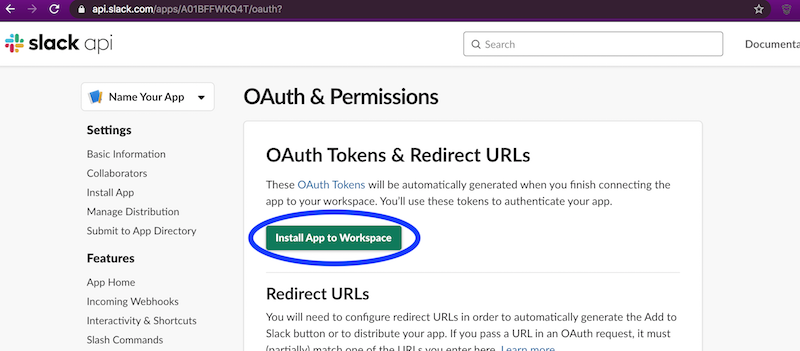 api.slack.com/apps/A01BFFWKQ4T/oauth?
slack api
Search
Documenta
Name Your App
OAuth & Permissions
Settings
Basic Information
Collaborators
Install App
Manage Distribution
Submit to App Directory
Features
App Home
Incoming Webhooks
Interactivity & Shortcuts
Slash Commands
OAuth Tokens & Redirect URLs
These OAuth Tokens will be automatically generated when you finish connecting the
app to your workspace. You'll use these tokens to authenticate your app.
Install App to Workspace
Redirect URLs
You will need to configure redirect URLs in order to automatically generate the Add to
Slack button or to distribute your app. If you pass a URL in an OAuth request, it must
(partially) match one of the URLs you enter here. Learn more